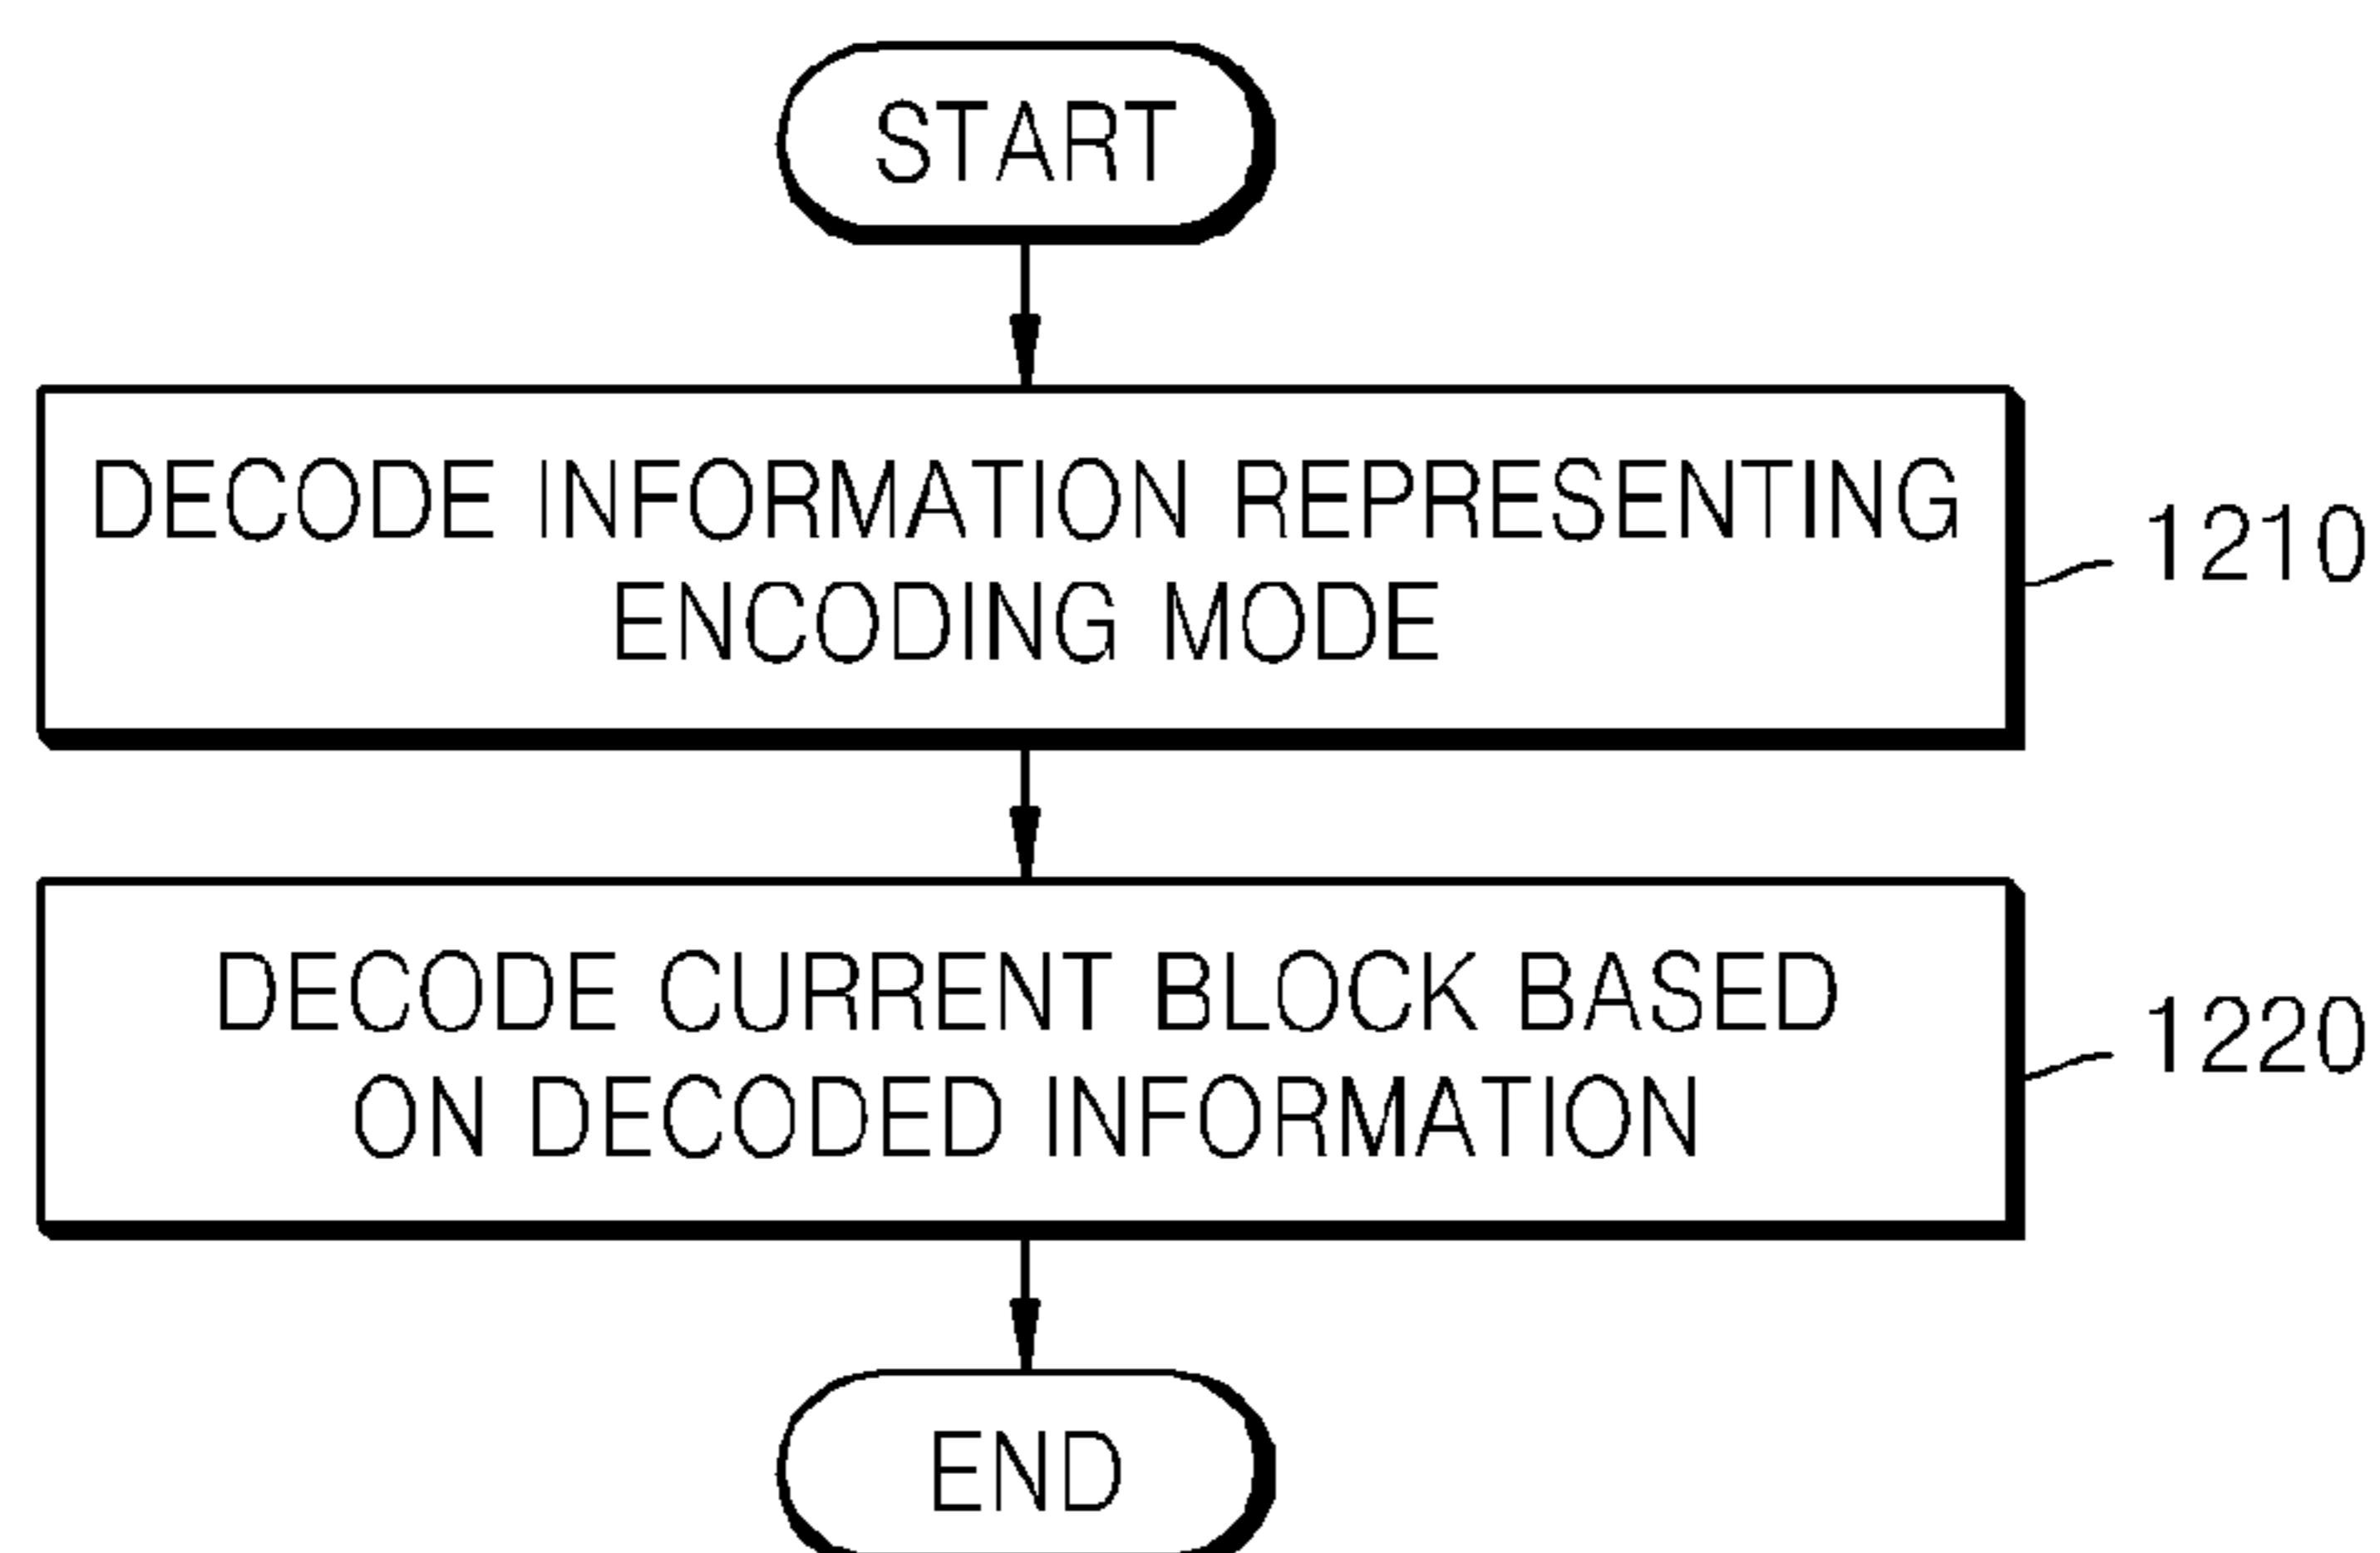 START
DECODE INFORMATION REPRESENTING
ENCODING MODE
1210
DECODE CURRENT BLOCK BASED
ON DECODED INFORMATION
1220
END